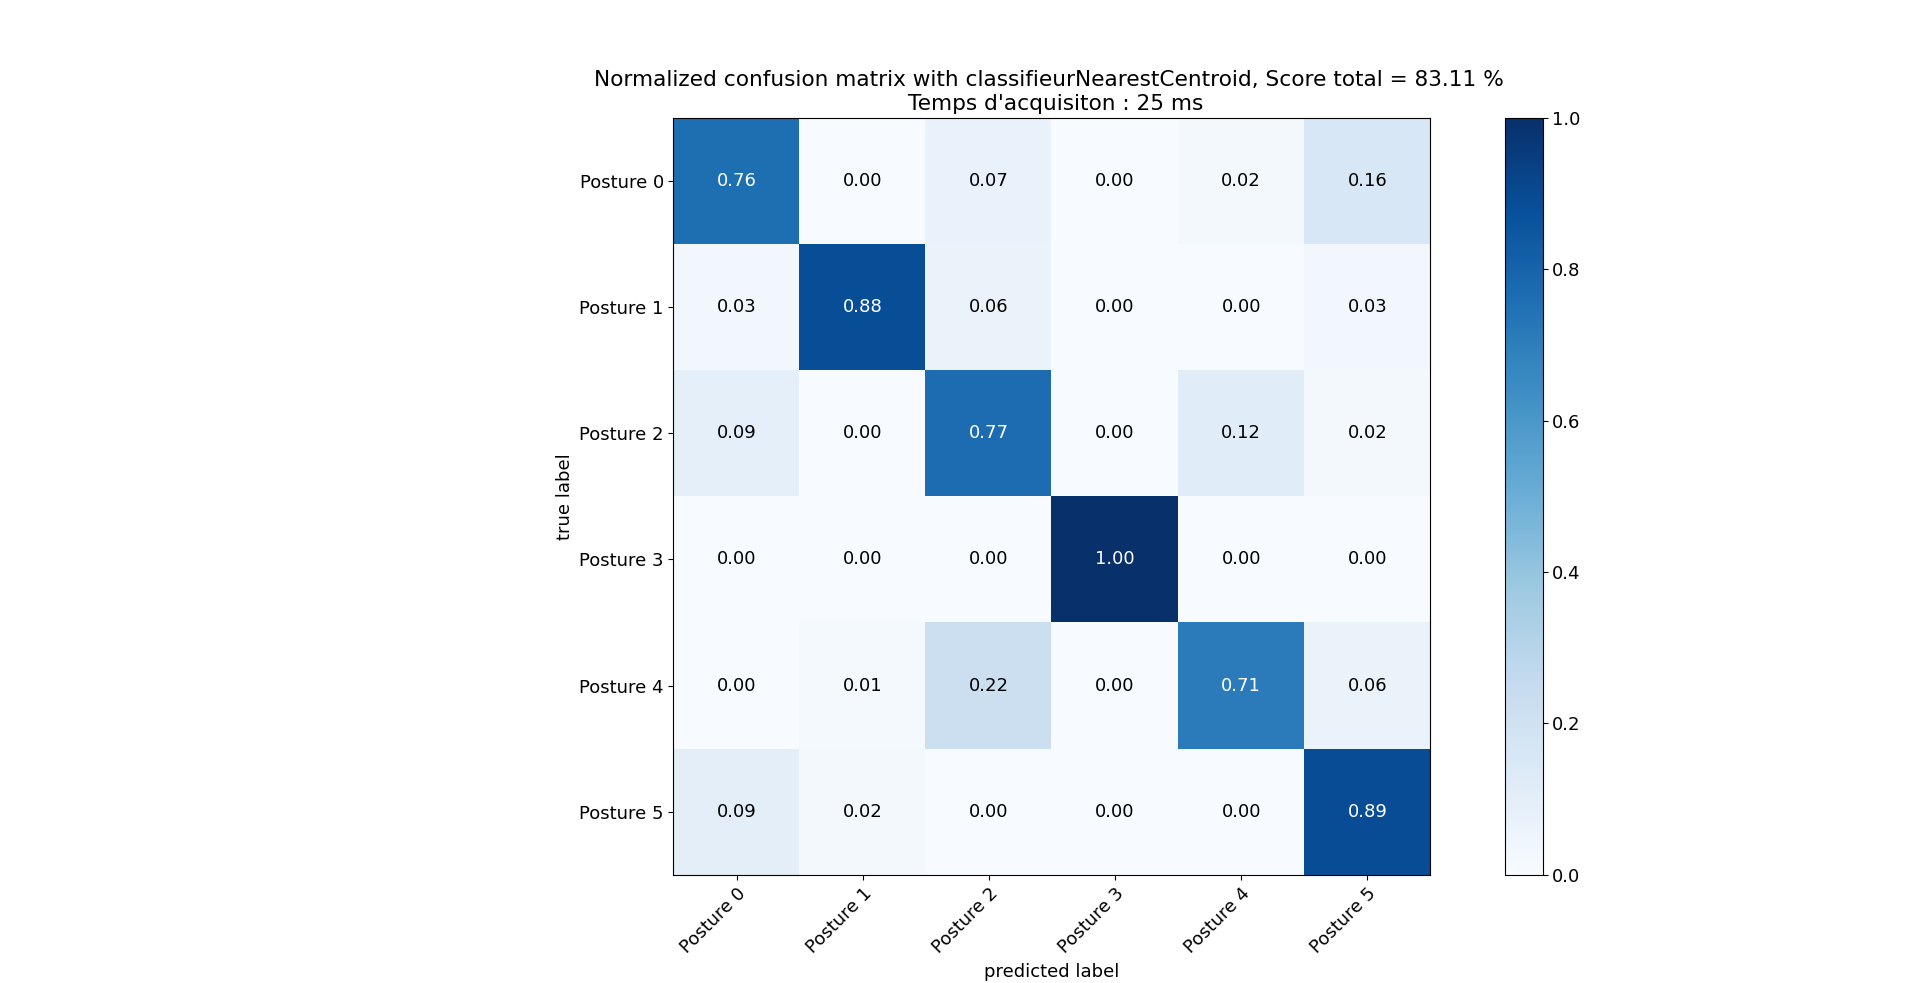 Normalized confusion matrix with classifieurNearestCentroid, Score total = 83.11 %
Temps d'acquisiton : 25 ms
Posture 0 0.76 0.00 0.07 0.00 0.02 0.16
Posture 1 0.03 0.88 0.06 0.00 0.00 0.03
Posture 2 0.09 0.00 0.77 0.00 0.12 0.02
Posture 3 0.00 0.00 0.00 1.00 0.00 0.00
Posture 4 0.00 0.01 0.22 0.00 0.71 0.06
Posture 5 0.09 0.02 0.00 0.00 0.00 0.89
true label
Posture 0 Posture 1 Posture 2 Posture 3 Posture 4 Posture 5
predicted label
1.0
0.8
0.6
0.4
0.2
0.0